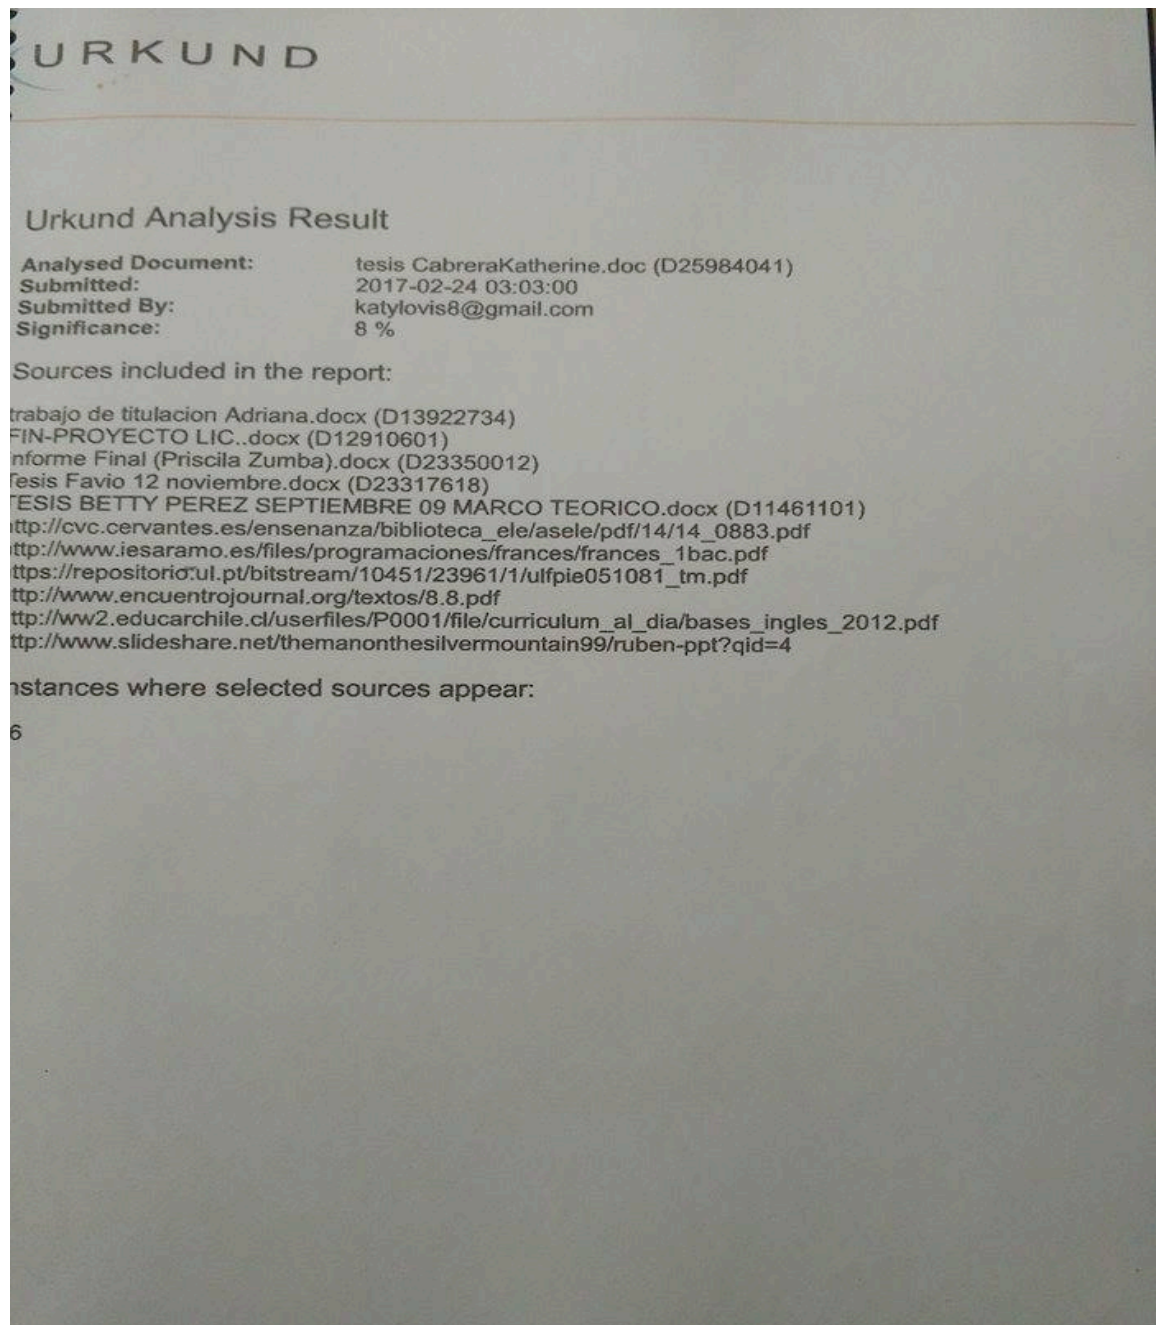 URKUND
Urkund Analysis Result
Analysed Document: tesis CabreraKatherine.doc (D25984041)
Submitted: 2017-02-24 03:03:00
Submitted By: katylovis8@gmail.com
Significance: 8 %
Sources included in the report:
trabajo de titulacion Adriana.docx (D13922734)
FIN-PROYECTO LIC..docx (D12910601)
nforme Final (Priscila Zumba).docx (D23350012)
Tesis Favio 12 noviembre.docx (D23317618)
TESIS BETTY PEREZ SEPTIEMBRE 09 MARCO TEORICO.docx (D11461101)
ttp://cvc.cervantes.es/ensenanza/biblioteca_ele/asele/pdf/14/14_0883.pdf
ttp://www.iesaramo.es/files/programaciones/frances/frances_1bac.pdf
ttps://repositorio.ul.pt/bitstream/10451/23961/1/ulfpie051081_tm.pdf
ttp://www.encuentrojournal.org/textos/8.8.pdf
ttp://ww2.educarchile.cl/userfiles/P0001/file/curriculum_al_dia/bases_ingles_2012.pdf
ttp://www.slideshare.net/themanonthesilvermountain99/ruben-ppt?qid=4
nstances where selected sources appear:
6